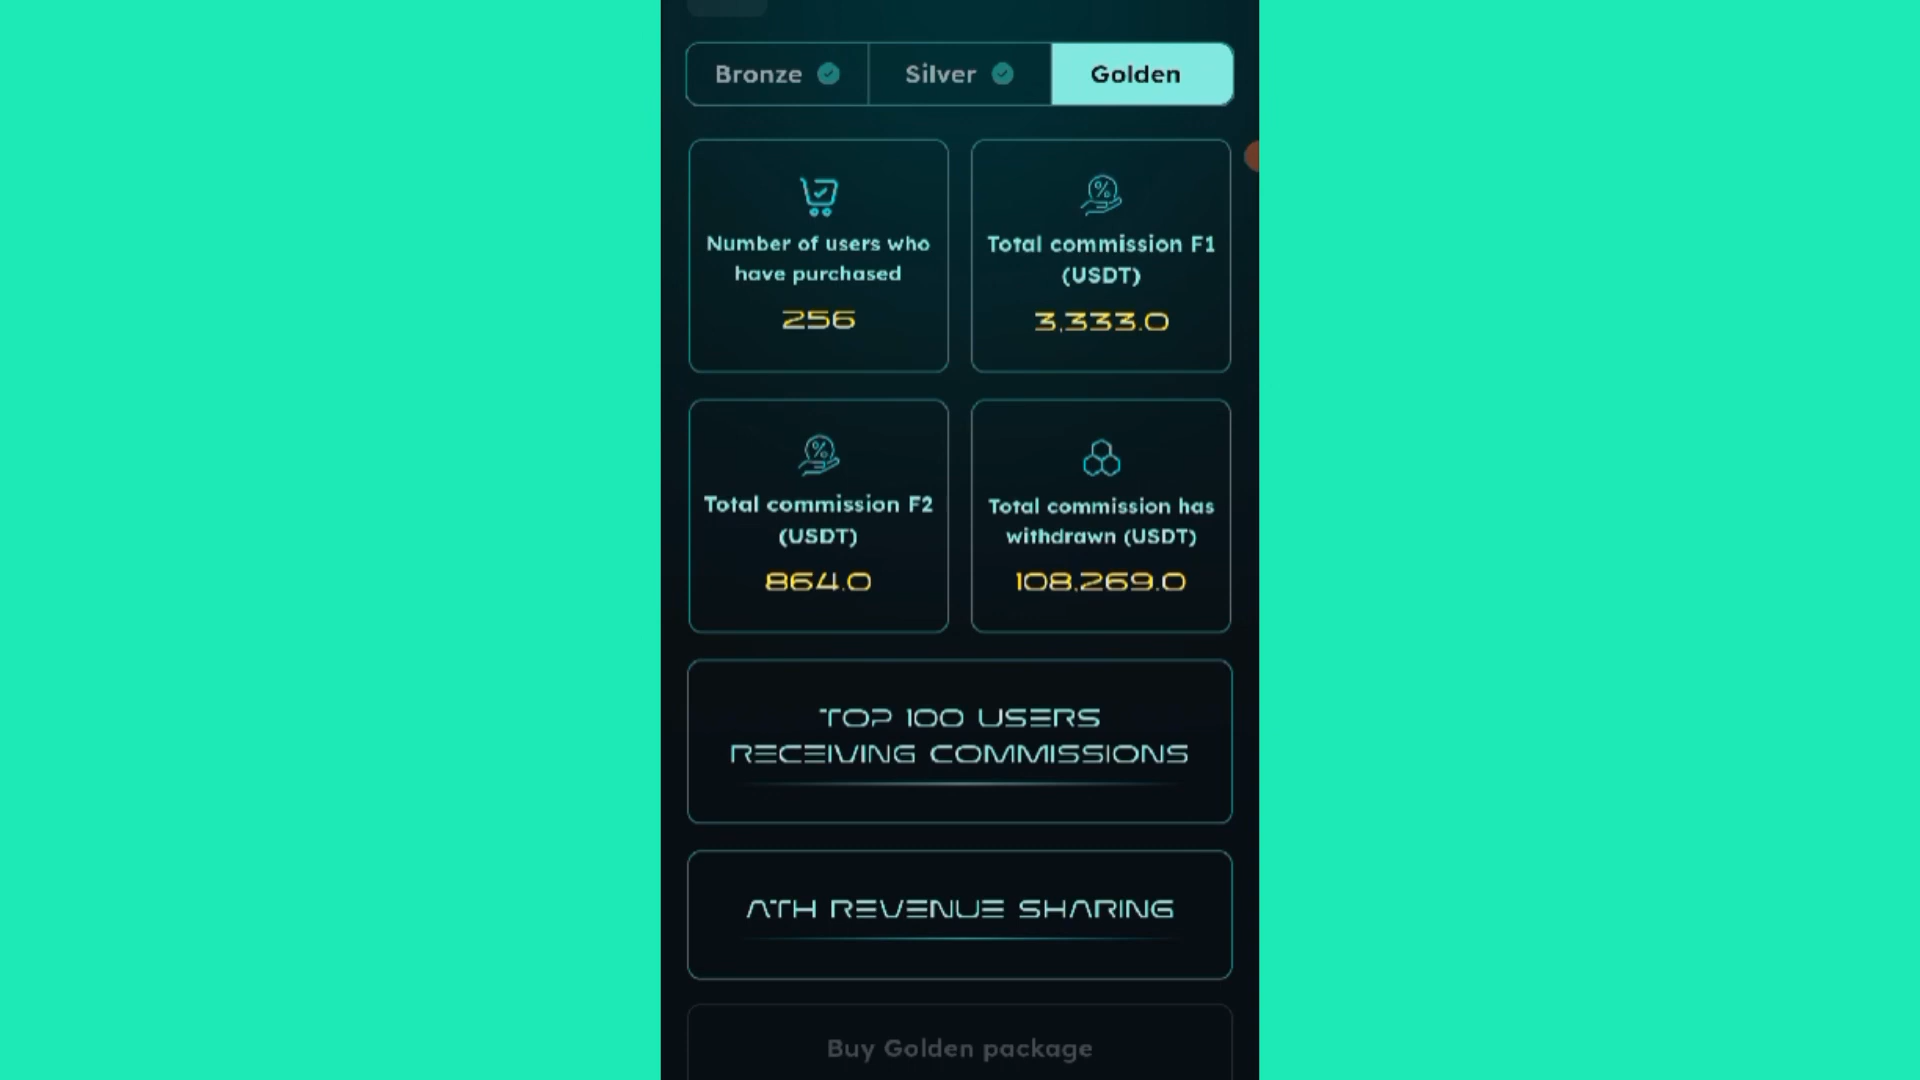 Bronze
Silver
Golden
Number of users who
have purchased
256
Total commission F1
(USDT)
3,333.0
Total commission F2
(USDT)
864.0
Total commission has
withdrawn (USDT)
108,269.0
TOP 100 USERS
RECEIVING COMMISSIONS
ATH REVENUE SHARING
Buy Golden package